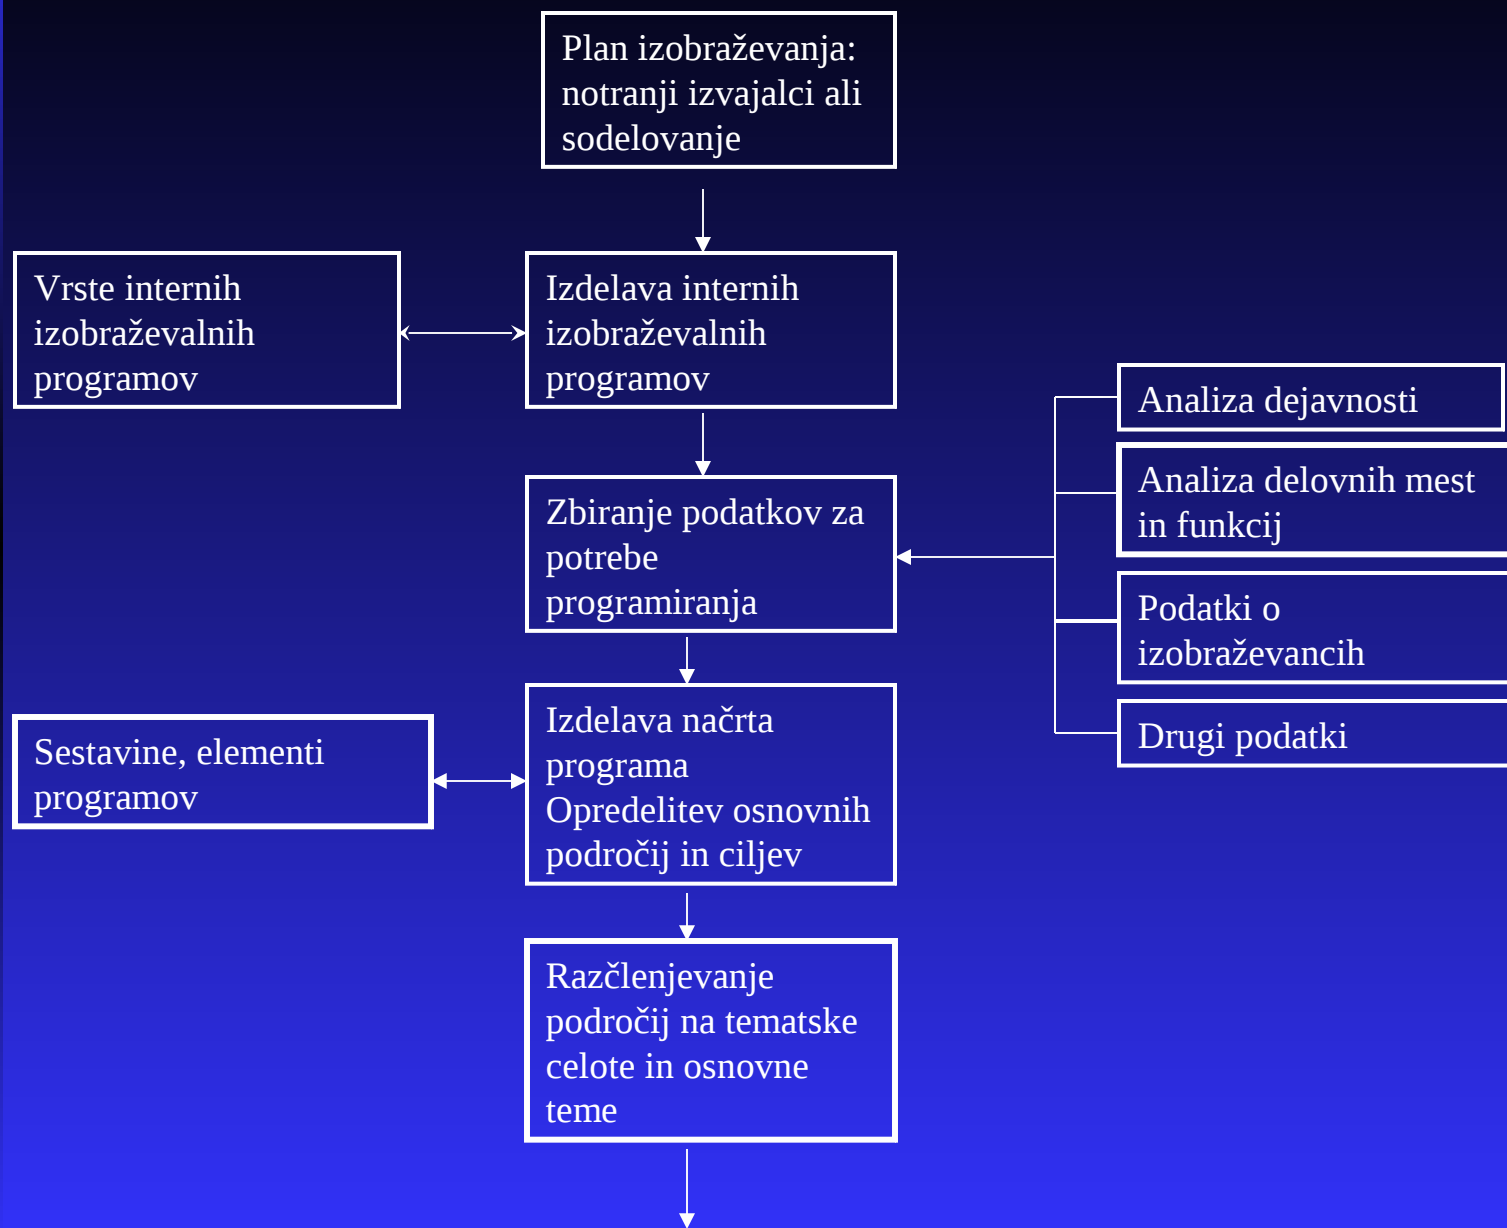 Plan izobraževanja:
notranji izvajalci ali
sodelovanje
Vrste internih
izobraževalnih
programov
Izdelava internih
izobraževalnih
programov
Analiza dejavnosti
Analiza delovnih mest
in funkcij
Zbiranje podatkov za
potrebe
programiranja
Podatki o
izobraževancih
Drugi podatki
Sestavine, elementi
programov
Izdelava načrta
programa
Opredelitev osnovnih
področij in ciljev
Razčlenjevanje
področij na tematske
celote in osnovne
teme